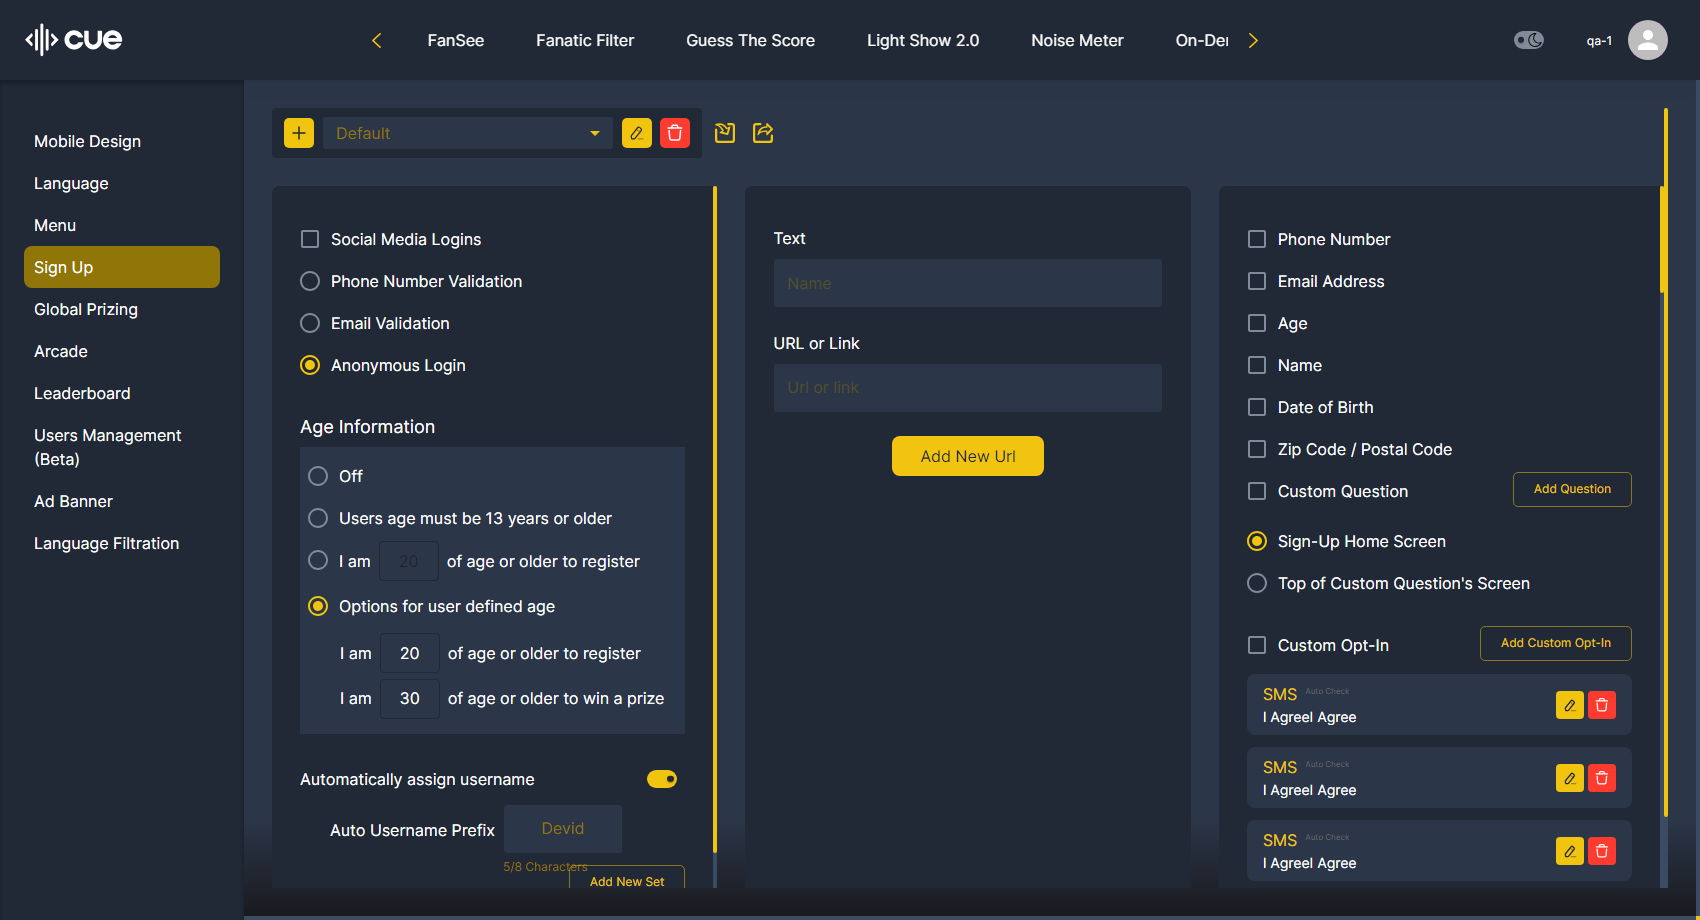 cue
FanSee
Fanatic Filter
Guess The Score
Light Show 2.0
Noise Meter
On-Der
qa-1
Mobile Design
Language
Menu
Sign Up
Global Prizing
Arcade
Leaderboard
Users Management
(Beta)
Ad Banner
Language Filtration
Default
Social Media Logins
Phone Number Validation
Email Validation
Anonymous Login
Age Information
Off
Users age must be 13 years or older
I am 20 of age or older to register
Options for user defined age
I am 20 of age or older to register
I am 30 of age or older to win a prize
Automatically assign username
Auto Username Prefix Devid
5/8 Characters
Add New Set
Text
Name
URL or Link
Url or link
Add New Url
Phone Number
Email Address
Age
Name
Date of Birth
Zip Code / Postal Code
Custom Question Add Question
Sign-Up Home Screen
Top of Custom Question's Screen
Custom Opt-In Add Custom Opt-In
SMS Auto Check
I AgreeI Agree
SMS Auto Check
I AgreeI Agree
SMS Auto Check
I AgreeI Agree